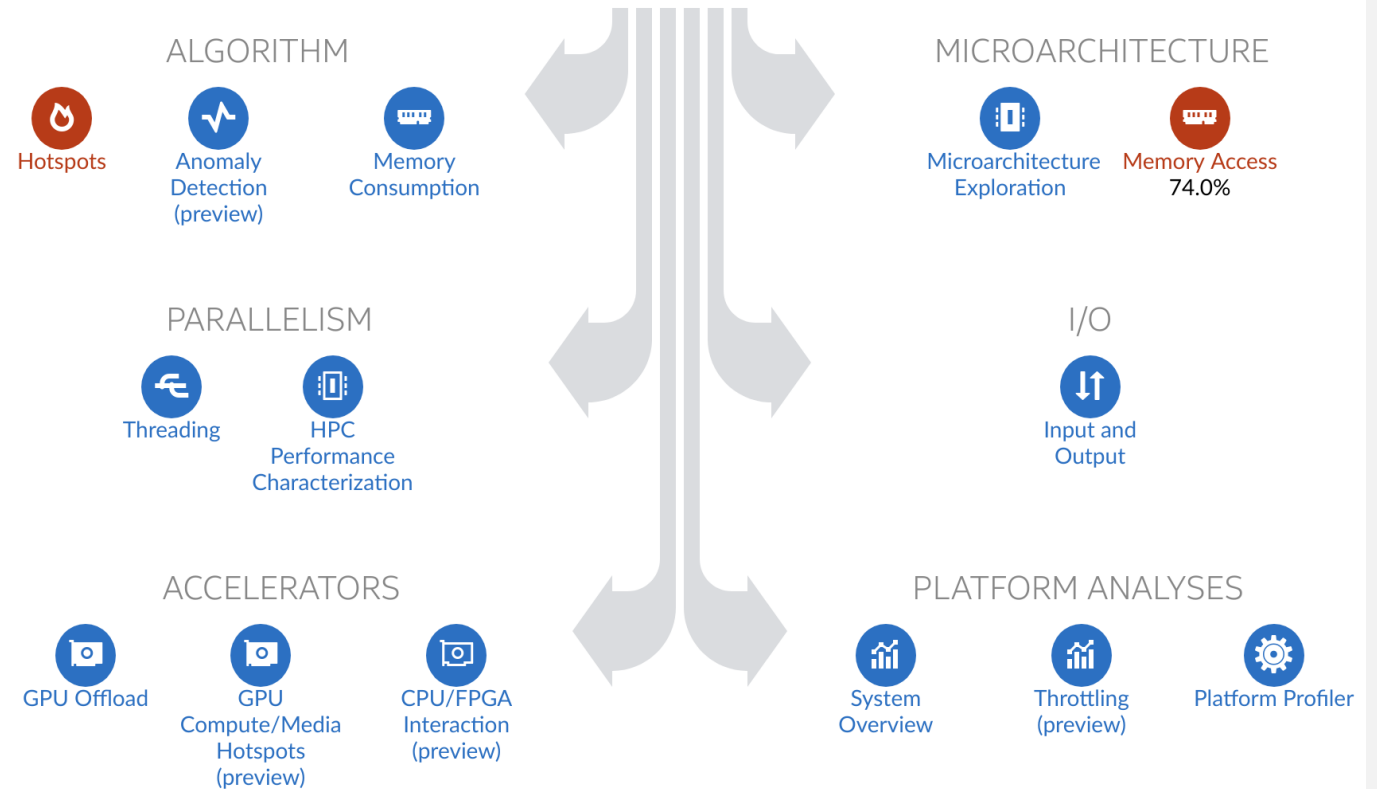 ALGORITHM
Hotspots
Anomaly
Detection
(preview)
Memory
Consumption
MICROARCHITECTURE
Microarchitecture
Exploration
Memory Access
74.0%
PARALLELISM
Threading
HPC
Performance
Characterization
I/O
Input and
Output
ACCELERATORS
GPU Offload
GPU
Compute/Media
Hotspots
(preview)
CPU/FPGA
Interaction
(preview)
PLATFORM ANALYSES
System
Overview
Throttling
(preview)
Platform Profiler